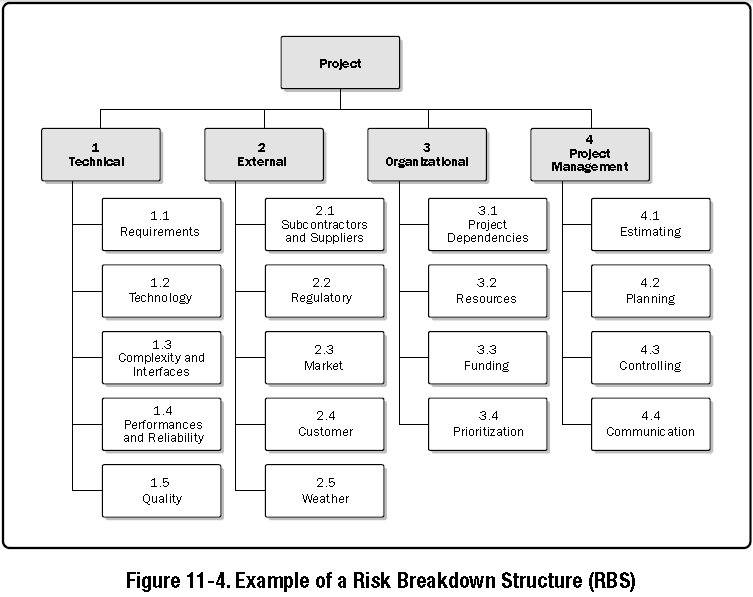 Project
1
Technical
2
External
3
Organizational
4
Project
Management
1.1
Requirements
1.2
Technology
1.3
Complexity and
Interfaces
1.4
Performances
and Reliability
1.5
Quality
2.1
Subcontractors
and Suppliers
2.2
Regulatory
2.3
Market
2.4
Customer
2.5
Weather
3.1
Project
Dependencies
3.2
Resources
3.3
Funding
3.4
Prioritization
4.1
Estimating
4.2
Planning
4.3
Controlling
4.4
Communication
Figure 11-4. Example of a Risk Breakdown Structure (RBS)